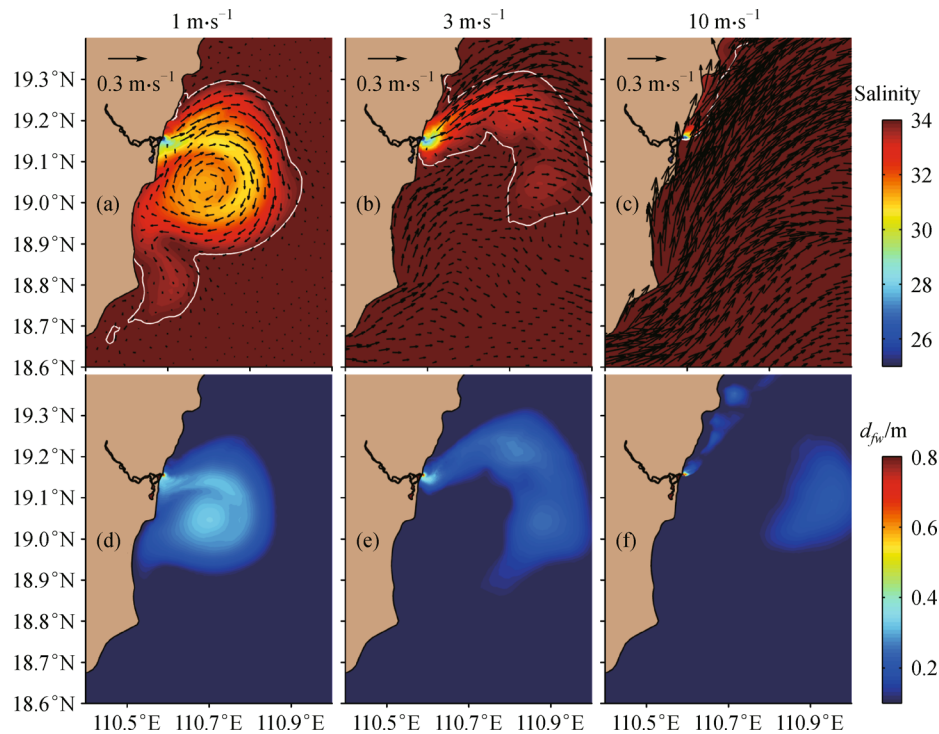 1 m·s⁻¹ 3 m·s⁻¹ 10 m·s⁻¹
0.3 m·s⁻¹ 0.3 m·s⁻¹ 0.3 m·s⁻¹
19.3°N
19.2°N
19.1°N
19.0°N
18.9°N
18.8°N
18.7°N
18.6°N
(a) (b) (c)
Salinity
34
32
30
28
26
19.3°N
19.2°N
19.1°N
19.0°N
18.9°N
18.8°N
18.7°N
18.6°N
(d) (e) (f)
d_fw/m
0.8
0.6
0.4
0.2
110.5°E 110.7°E 110.9°E 110.5°E 110.7°E 110.9°E 110.5°E 110.7°E 110.9°E